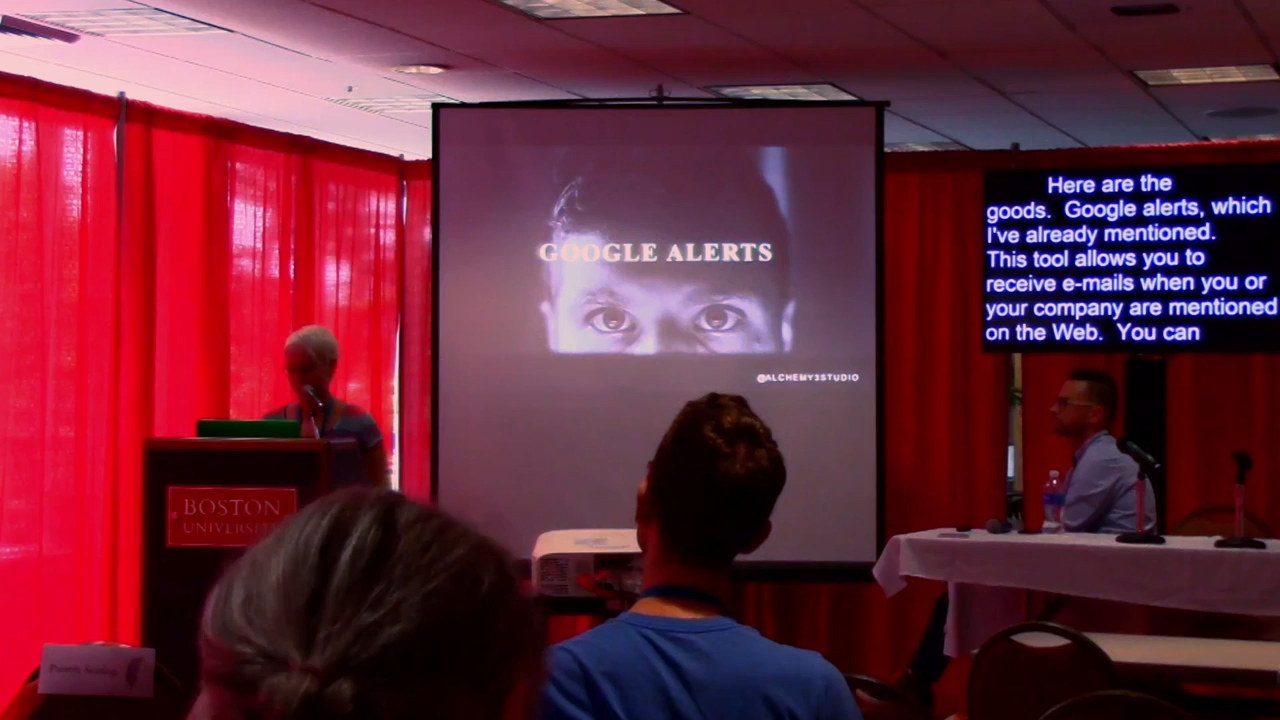 GOOGLE ALERTS
@ALCHEMY3STUDIO
Here are the
goods. Google alerts, which
I've already mentioned.
This tool allows you to
receive e-mails when you or
your company are mentioned
on the Web. You can
BOSTON
UNIVERSITY